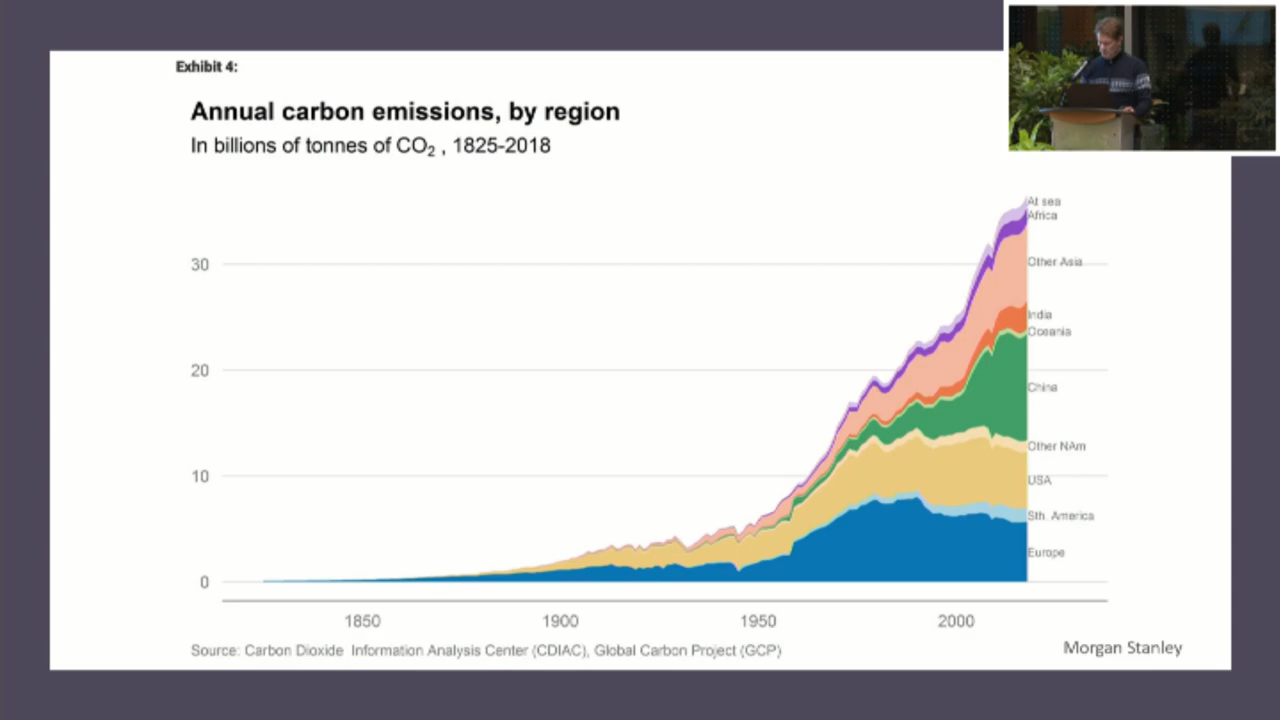 Exhibit 4:
Annual carbon emissions, by region
In billions of tonnes of CO₂ , 1825-2018
At sea
Africa
30
Other Asia
India
Oceania
20
China
Other NAm
10
USA
Sth. America
Europe
0
1850 1900 1950 2000
Source: Carbon Dioxide Information Analysis Center (CDIAC), Global Carbon Project (GCP)
Morgan Stanley